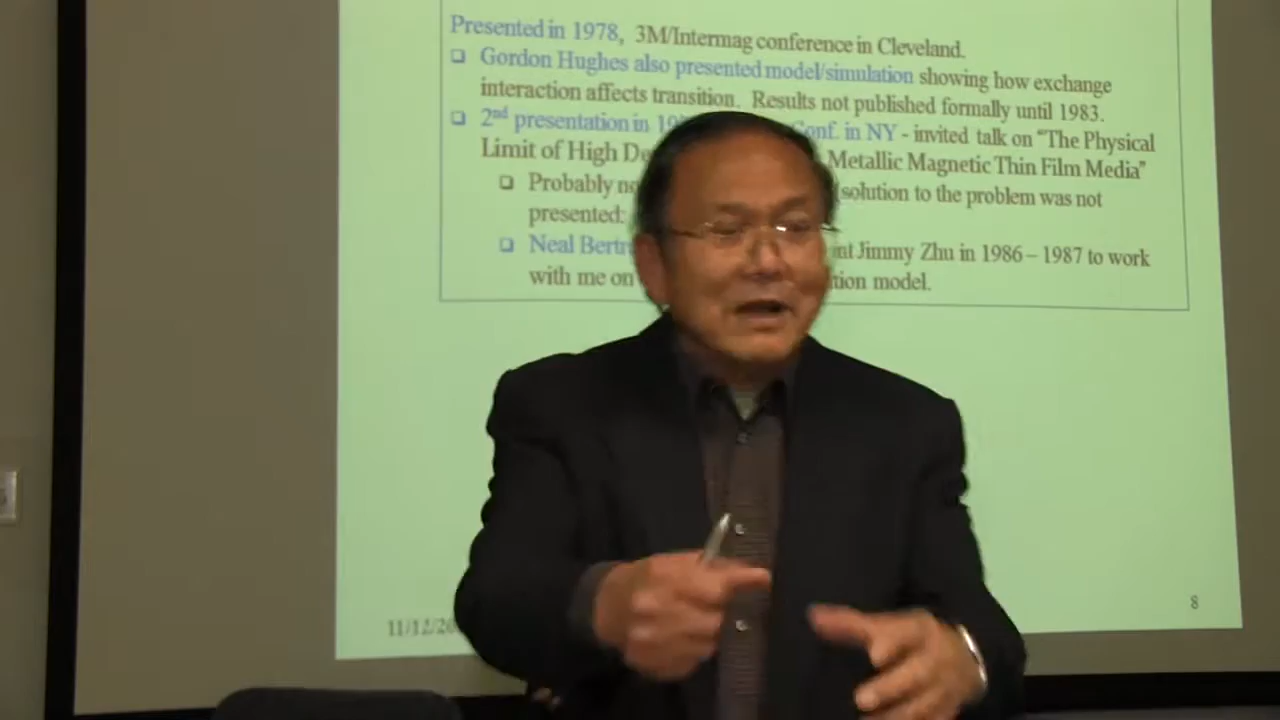 Presented in 1978, 3M/Intermag conference in Cleveland.
Gordon Hughes also presented model/simulation showing how exchange
interaction affects transition. Results not published formally until 1983.
2nd presentation in Conf. in NY - invited talk on "The Physical
Limit of High Metallic Magnetic Thin Film Media"
Probably solution to the problem was not
presented:
Neal Jimmy Zhu in 1986 – 1987 to work
with me on model.
11/12/
8